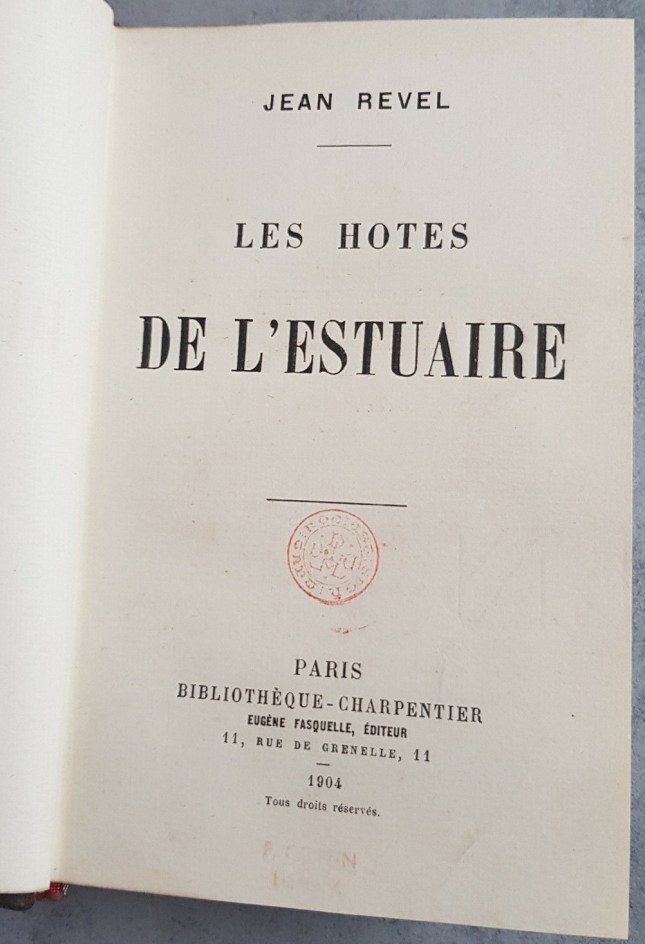 JEAN REVEL
LES HOTES
DE L'ESTUAIRE
PARIS
BIBLIOTHÈQUE-CHARPENTIER
EUGÈNE FASQUELLE, ÉDITEUR
11, RUE DE GRENELLE, 11
1904
Tous droits réservés.